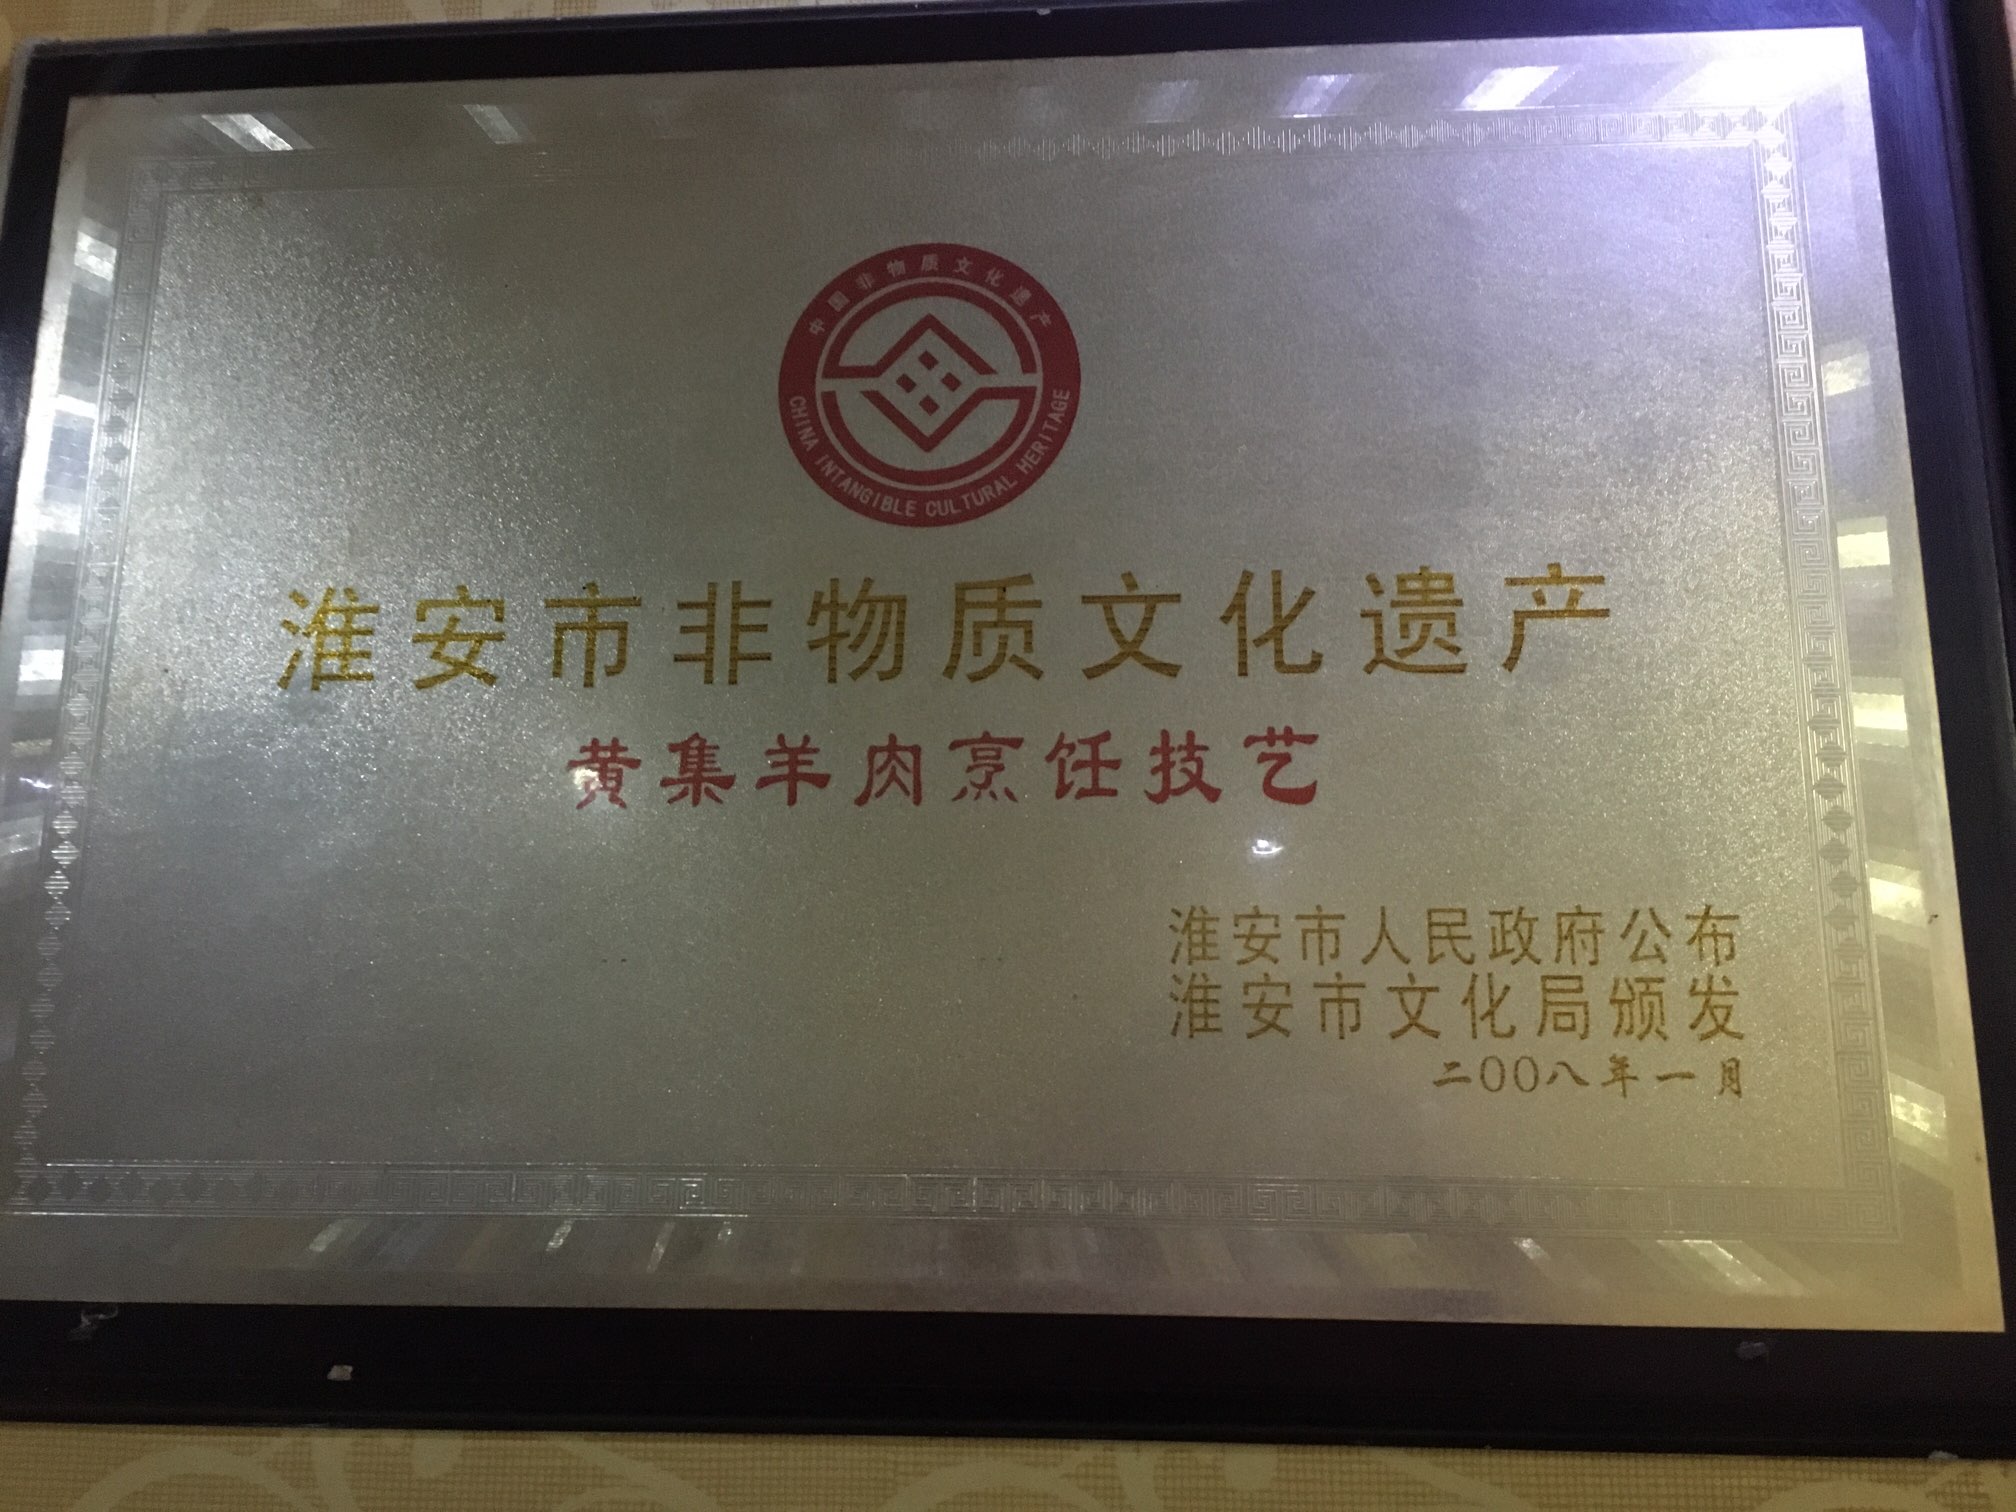 中国非物质文化遗产
CHINA INTANGIBLE CULTURAL HERITAGE
淮安市非物质文化遗产
黄集羊肉烹饪技艺
淮安市人民政府公布
淮安市文化局颁发
二〇〇八年一月